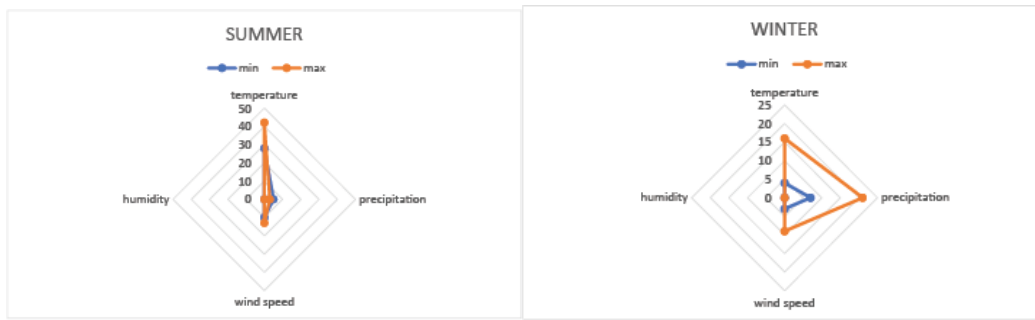 SUMMER
min max
temperature
50
40
30
20
10
0
humidity
precipitation
wind speed
WINTER
min max
temperature
25
20
15
10
5
0
humidity
precipitation
wind speed